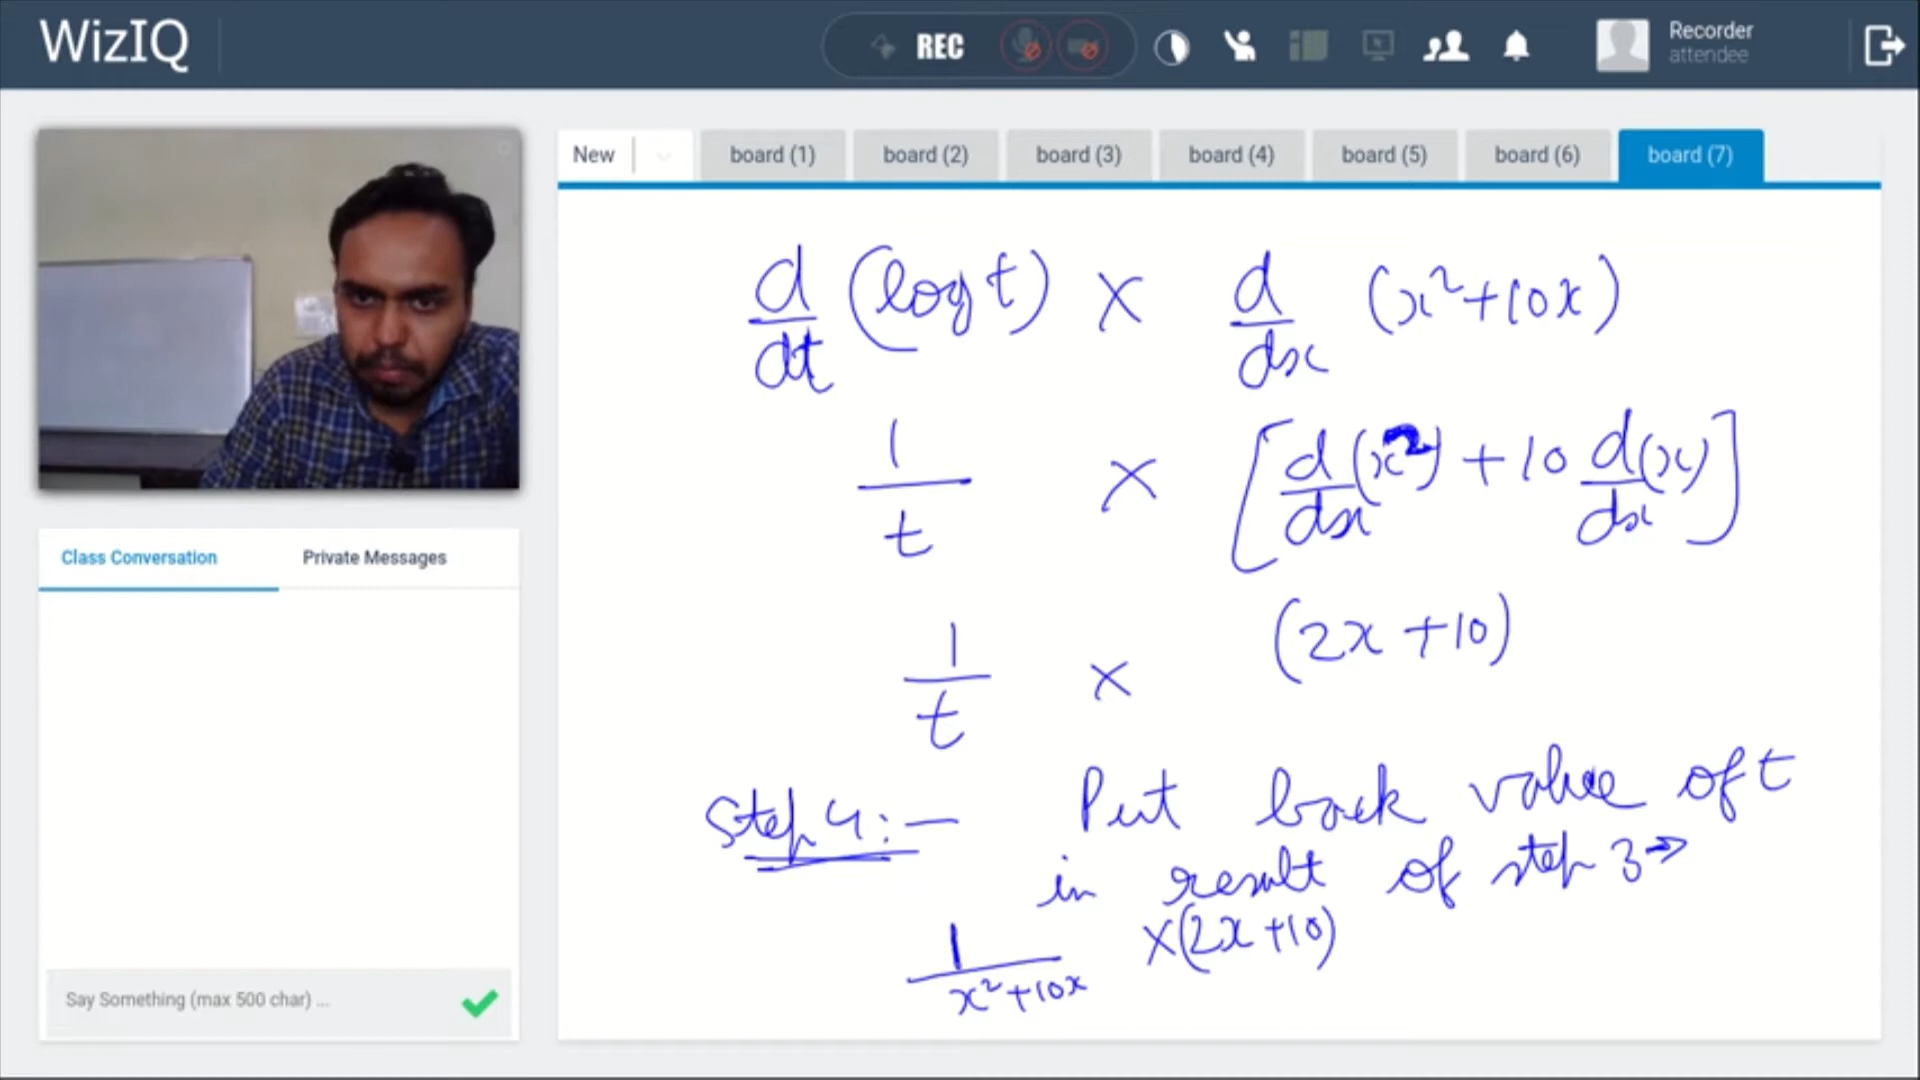 WizIQ
REC
Recorder
attendee
New
board (1)
board (2)
board (3)
board (4)
board (5)
board (6)
board (7)
d/dt (log t) × d/dx (x²+10x)
1/t × [d/dx (x²) + 10 d/dx (x)]
1/t × (2x+10)
Step 4:– Put back value of t
in result of step 3→
1/(x²+10x) ×(2x+10)
Class Conversation
Private Messages
Say Something (max 500 char) ...